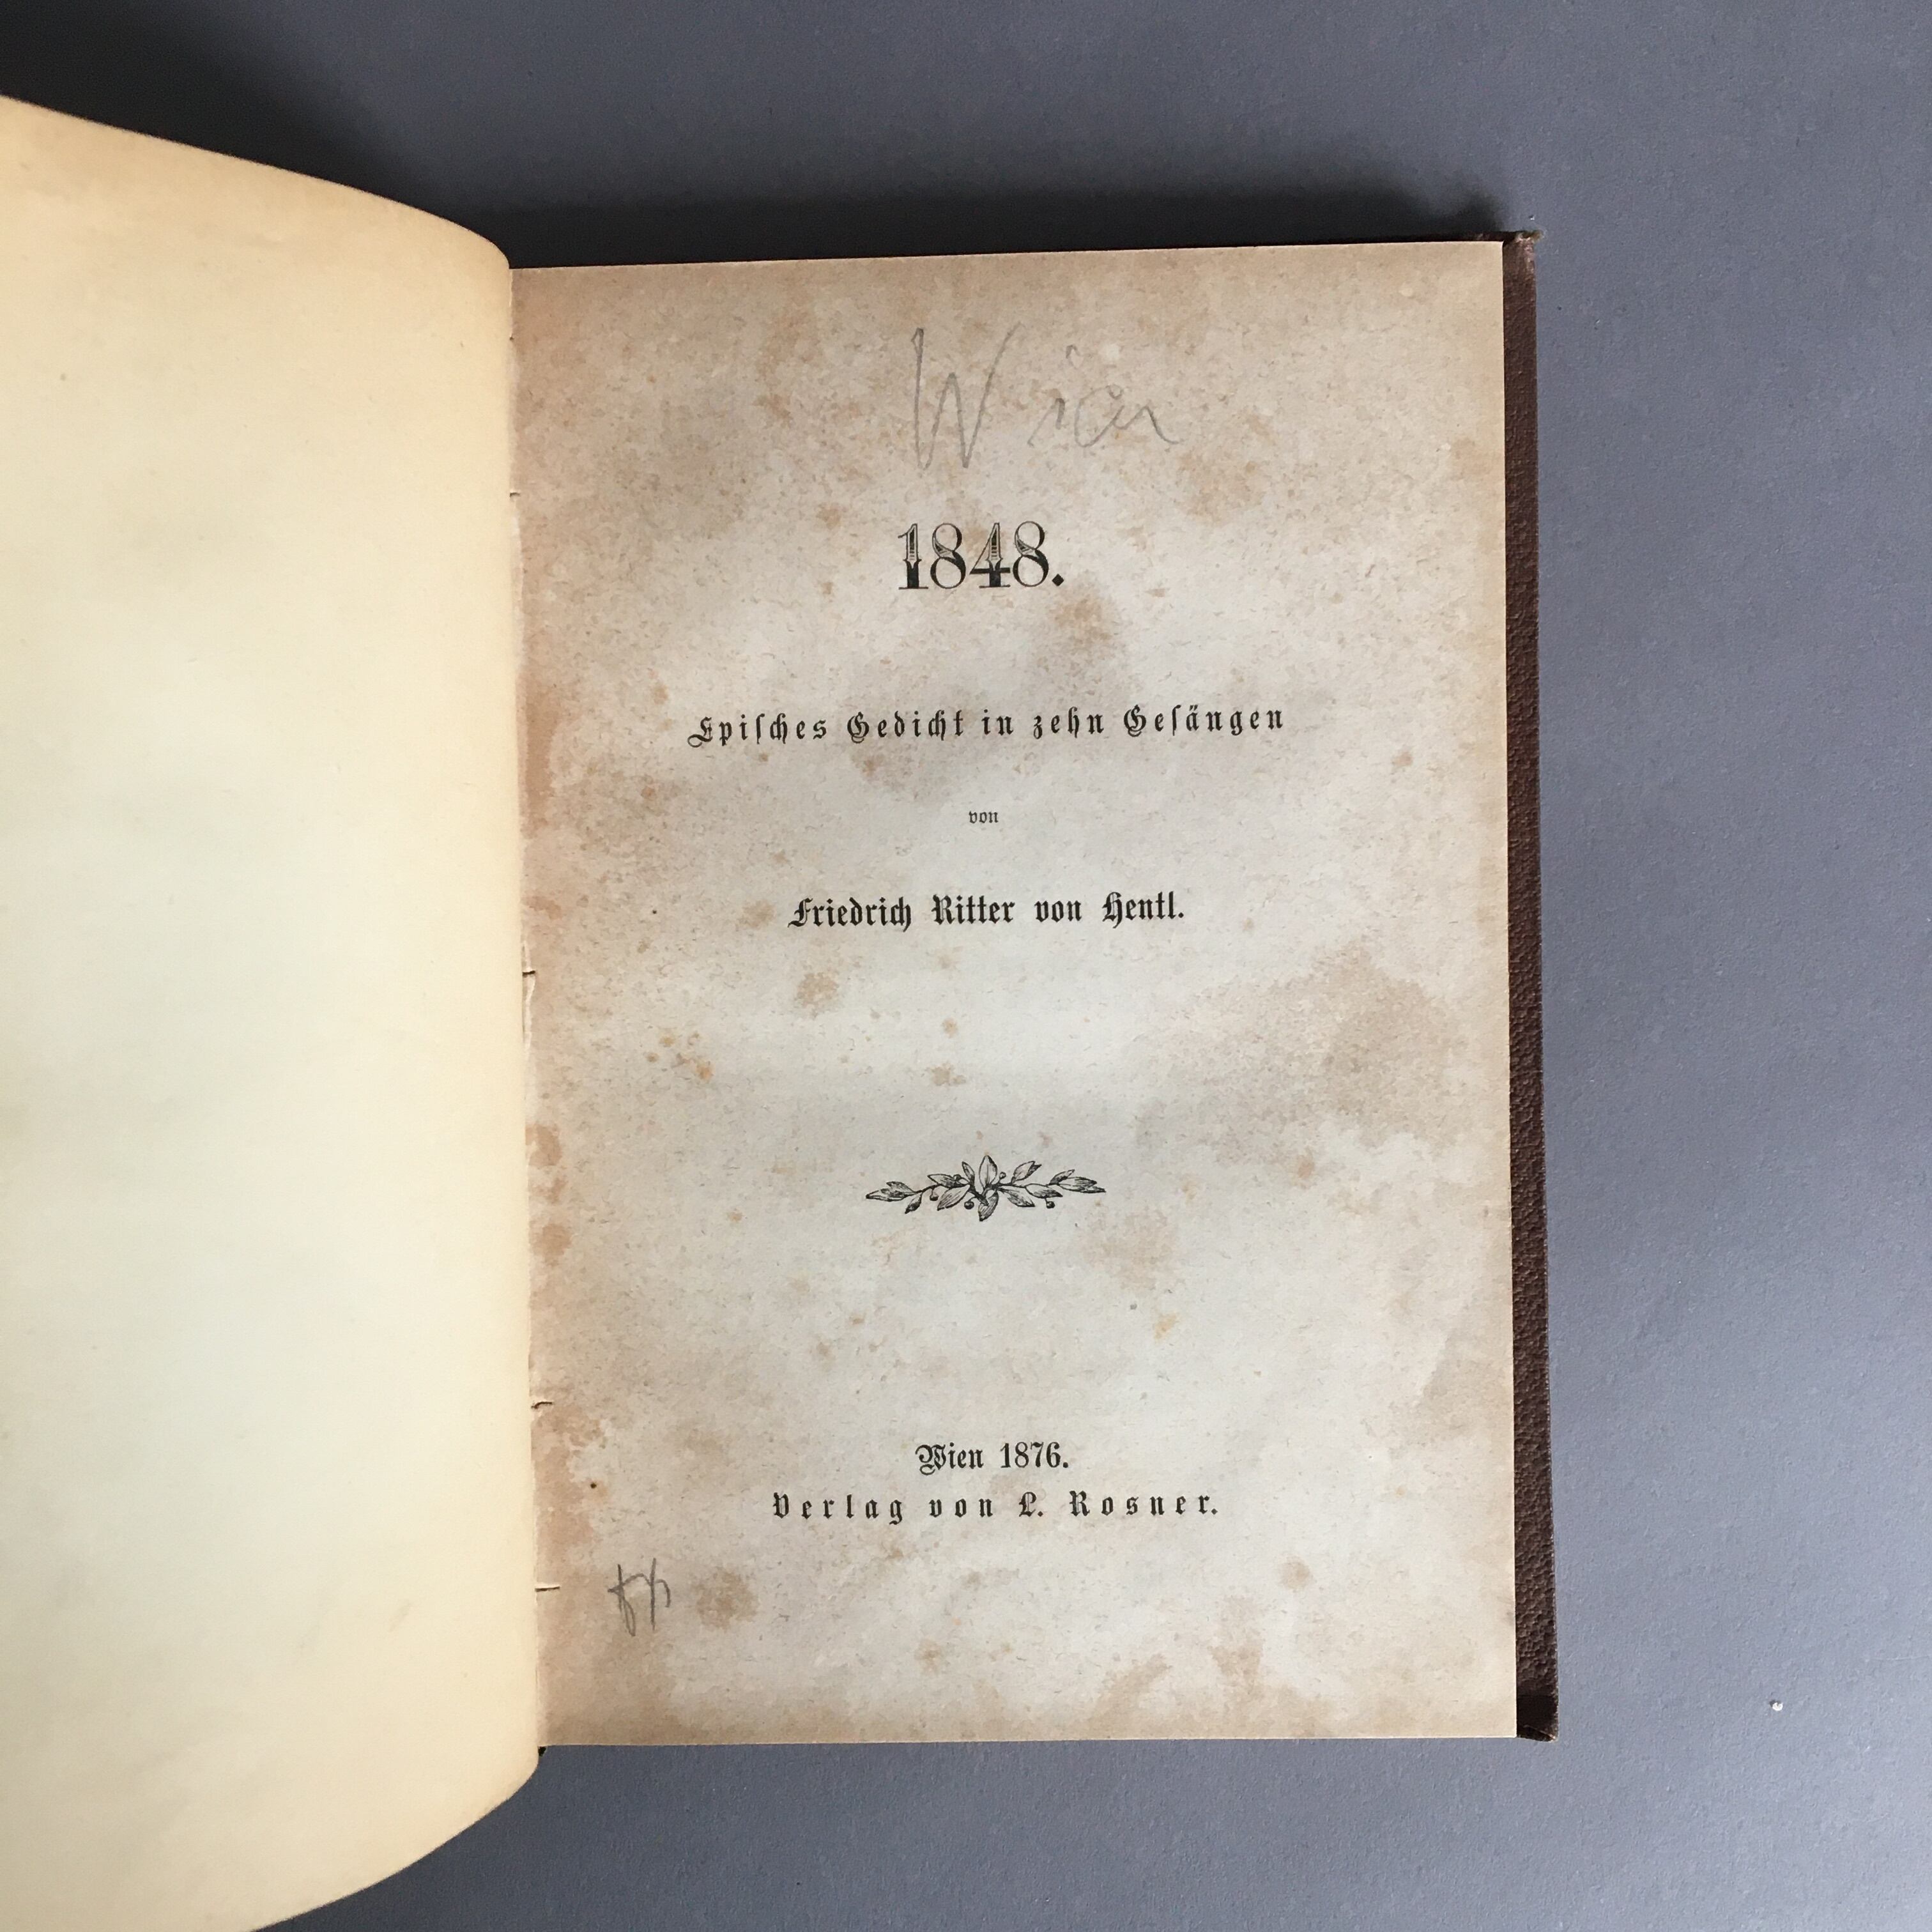 Wien
1848.
Epiſches Gedicht in zehn Geſängen
von
Friedrich Ritter von Hentl.
Wien 1876.
Verlag von L. Rosner.